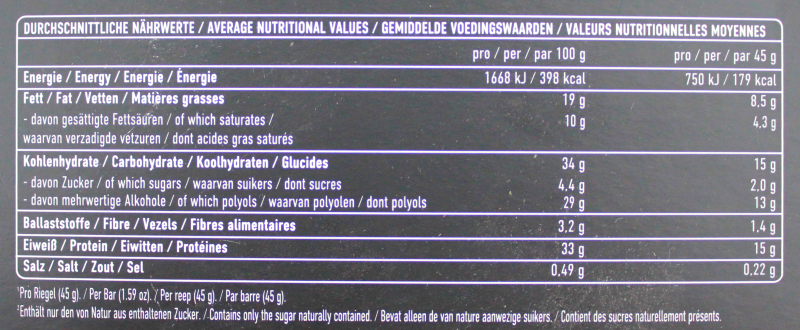 DURCHSCHNITTLICHE NÄHRWERTE / AVERAGE NUTRITIONAL VALUES / GEMIDDELDE VOEDINGSWAARDEN / VALEURS NUTRITIONNELLES MOYENNES
pro / per / par 100 g pro / per / par 45 g
Energie / Energy / Energie / Énergie 1668 kJ / 398 kcal 750 kJ / 179 kcal
Fett / Fat / Vetten / Matières grasses 19 g 8,5 g
- davon gesättigte Fettsäuren / of which saturates / 10 g 4,3 g
waarvan verzadigde vetzuren / dont acides gras saturés
Kohlenhydrate / Carbohydrate / Koolhydraten / Glucides 34 g 15 g
- davon Zucker / of which sugars / waarvan suikers / dont sucres 4,4 g 2,0 g
- davon mehrwertige Alkohole / of which polyols / waarvan polyolen / dont polyols 29 g 13 g
Ballaststoffe / Fibre / Vezels / Fibres alimentaires 3,2 g 1,4 g
Eiweiß / Protein / Eiwitten / Protéines 33 g 15 g
Salz / Salt / Zout / Sel 0,49 g 0,22 g
¹Pro Riegel (45 g). / Per Bar (1.59 oz). / Per reep (45 g). / Par barre (45 g).
²Enthält nur den von Natur aus enthaltenen Zucker. / Contains only the sugar naturally contained. / Bevat alleen de van nature aanwezige suikers. / Contient des sucres naturellement présents.